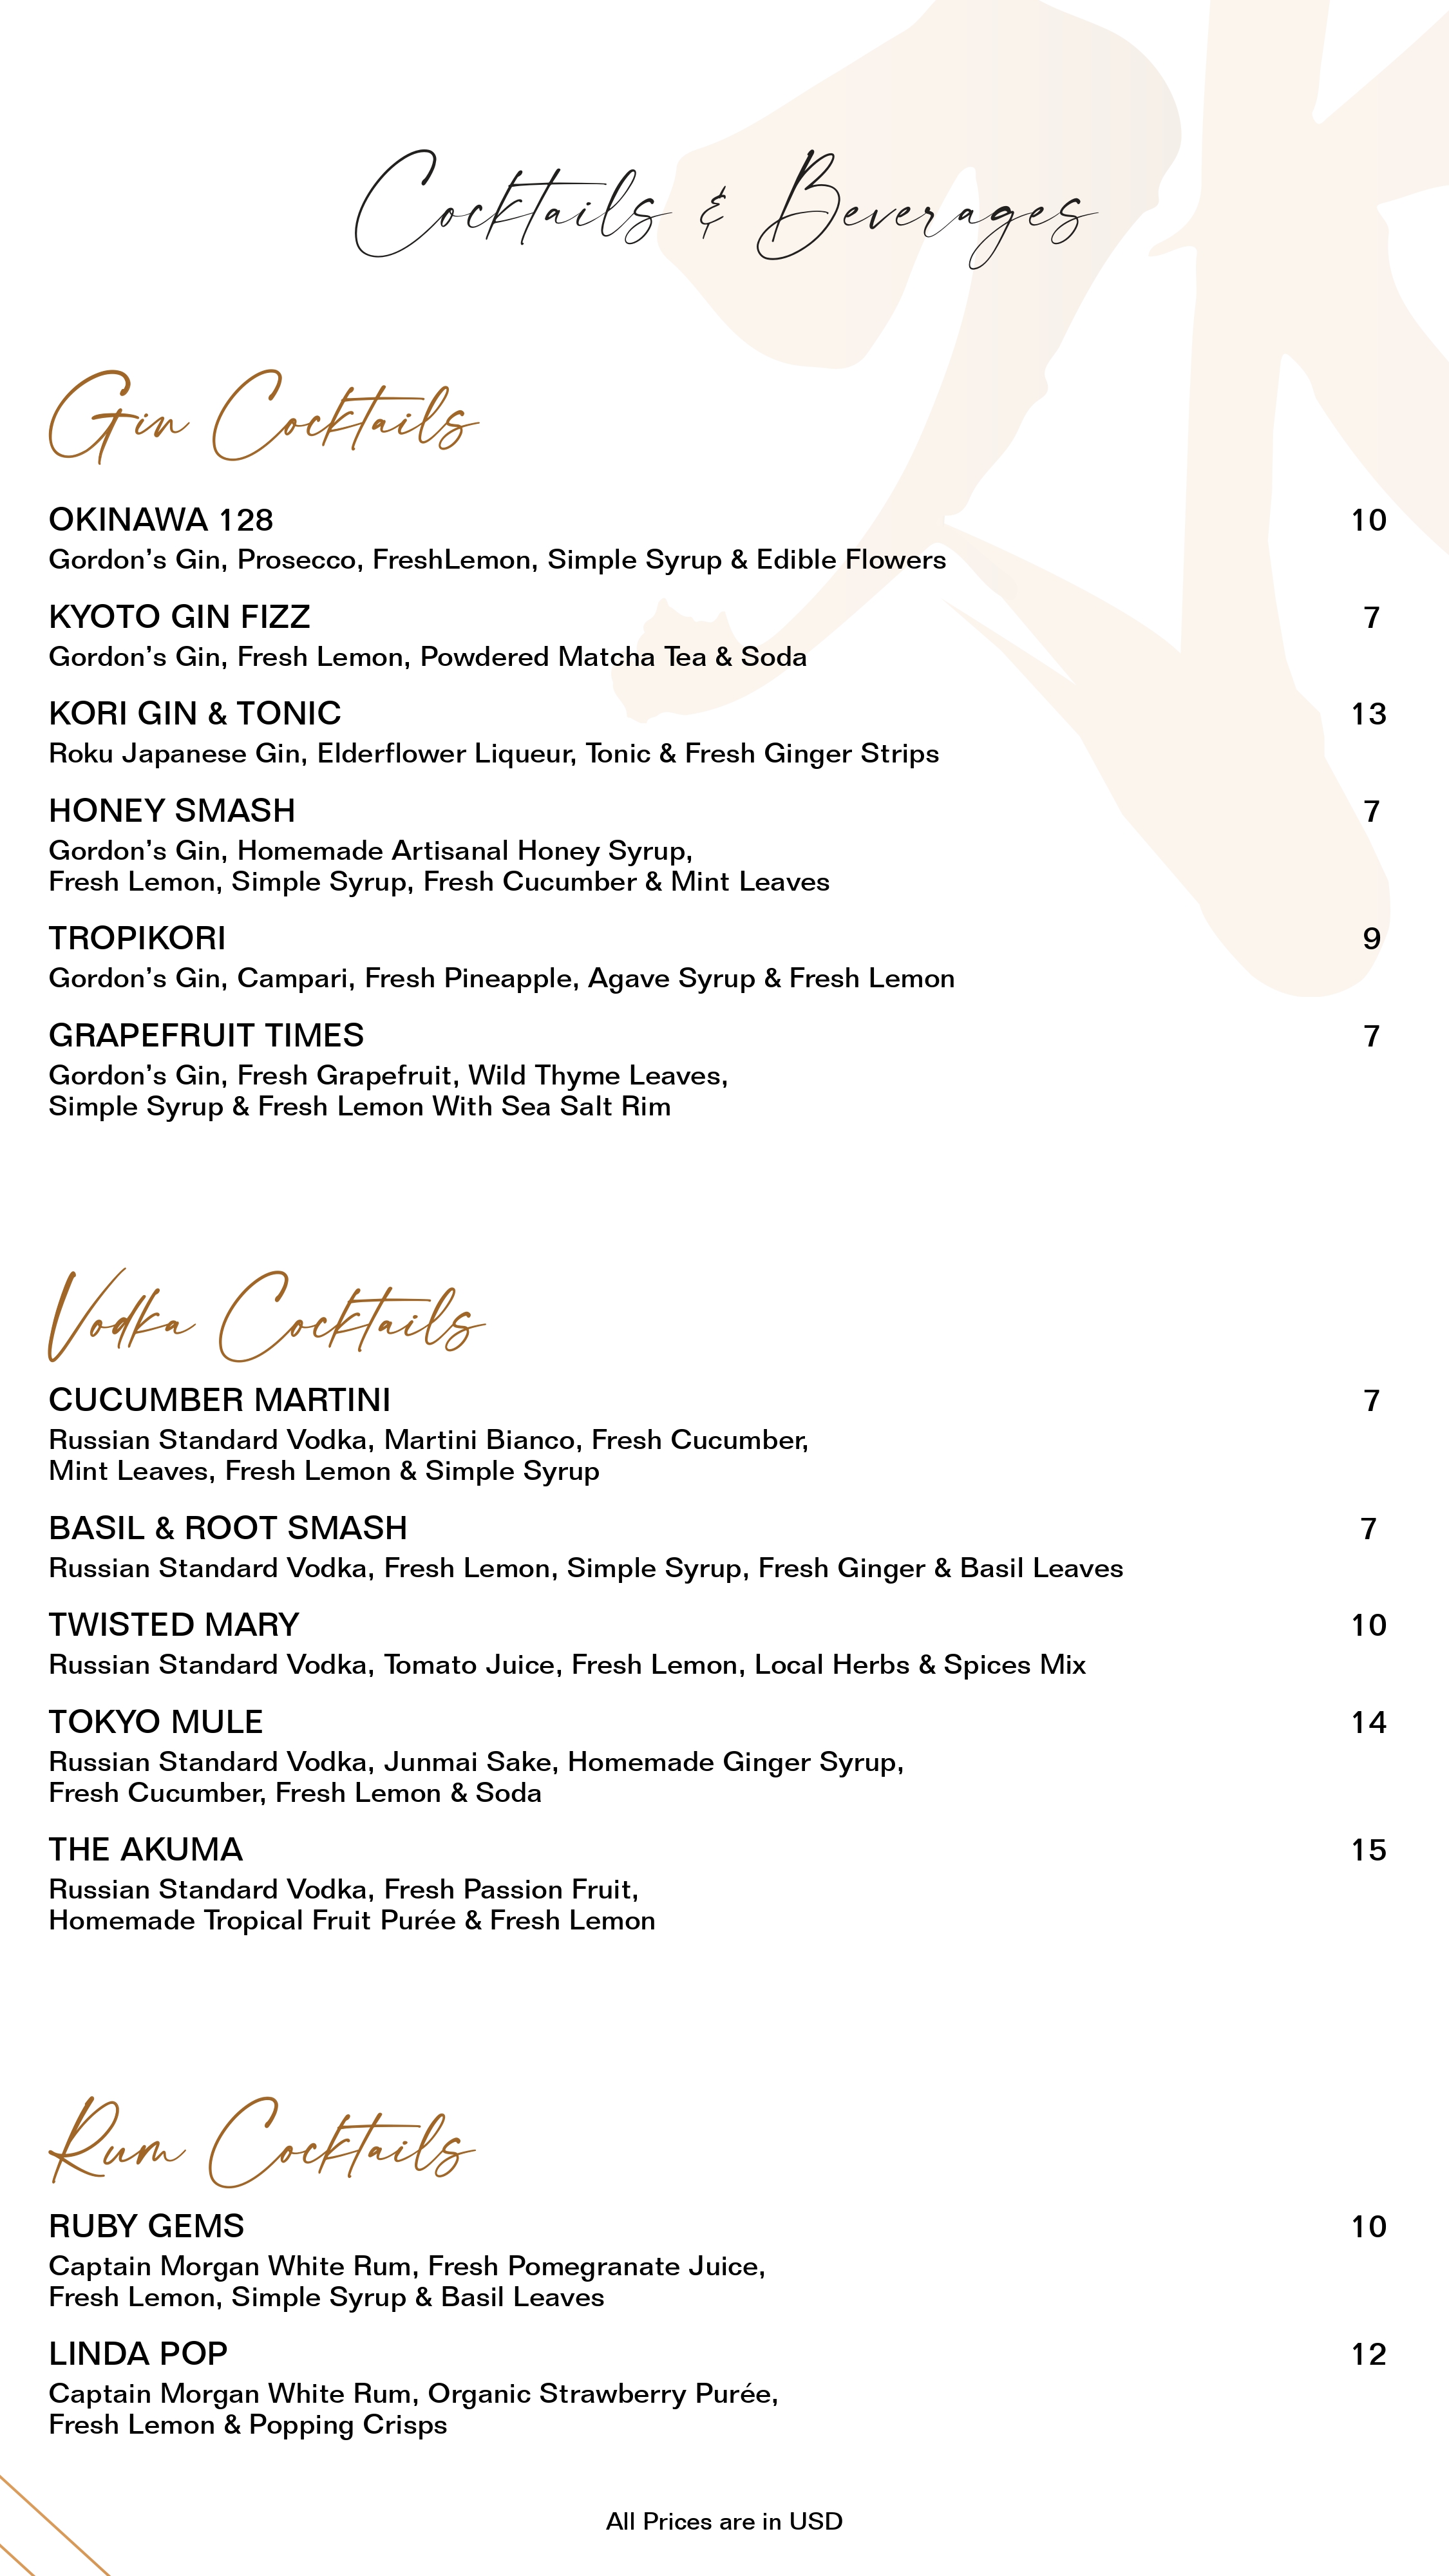 Cocktails & Beverages
Gin Cocktails
OKINAWA 128 10
Gordon's Gin, Prosecco, FreshLemon, Simple Syrup & Edible Flowers
KYOTO GIN FIZZ 7
Gordon's Gin, Fresh Lemon, Powdered Matcha Tea & Soda
KORI GIN & TONIC 13
Roku Japanese Gin, Elderflower Liqueur, Tonic & Fresh Ginger Strips
HONEY SMASH 7
Gordon's Gin, Homemade Artisanal Honey Syrup,
Fresh Lemon, Simple Syrup, Fresh Cucumber & Mint Leaves
TROPIKORI 9
Gordon's Gin, Campari, Fresh Pineapple, Agave Syrup & Fresh Lemon
GRAPEFRUIT TIMES 7
Gordon's Gin, Fresh Grapefruit, Wild Thyme Leaves,
Simple Syrup & Fresh Lemon With Sea Salt Rim
Vodka Cocktails
CUCUMBER MARTINI 7
Russian Standard Vodka, Martini Bianco, Fresh Cucumber,
Mint Leaves, Fresh Lemon & Simple Syrup
BASIL & ROOT SMASH 7
Russian Standard Vodka, Fresh Lemon, Simple Syrup, Fresh Ginger & Basil Leaves
TWISTED MARY 10
Russian Standard Vodka, Tomato Juice, Fresh Lemon, Local Herbs & Spices Mix
TOKYO MULE 14
Russian Standard Vodka, Junmai Sake, Homemade Ginger Syrup,
Fresh Cucumber, Fresh Lemon & Soda
THE AKUMA 15
Russian Standard Vodka, Fresh Passion Fruit,
Homemade Tropical Fruit Purée & Fresh Lemon
Rum Cocktails
RUBY GEMS 10
Captain Morgan White Rum, Fresh Pomegranate Juice,
Fresh Lemon, Simple Syrup & Basil Leaves
LINDA POP 12
Captain Morgan White Rum, Organic Strawberry Purée,
Fresh Lemon & Popping Crisps
All Prices are in USD